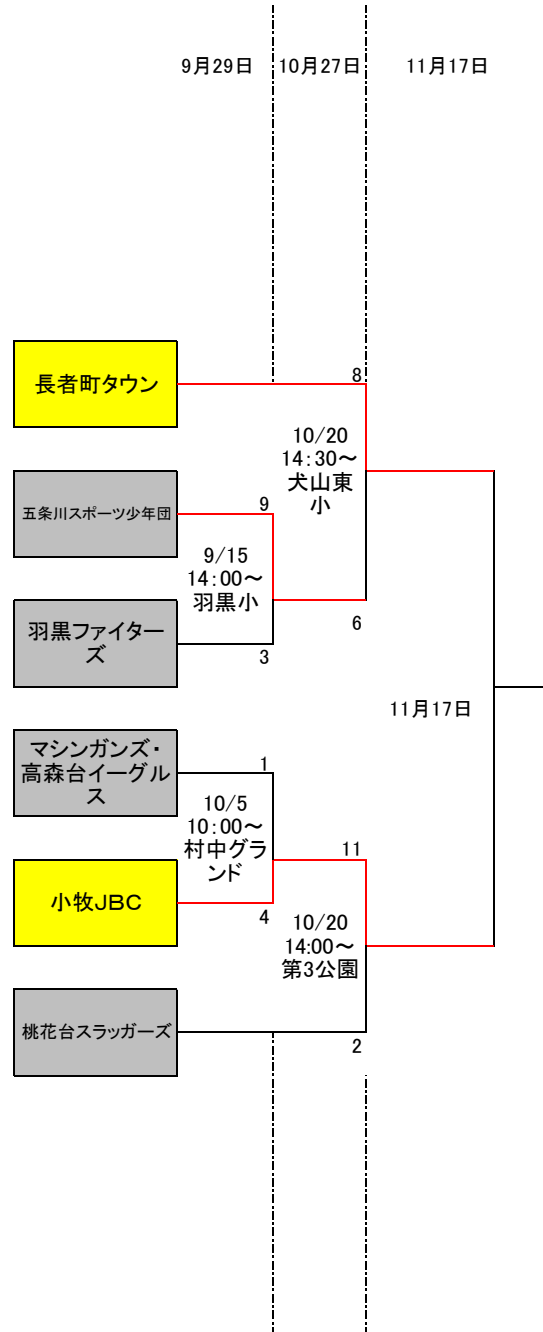 9月29日
10月27日
11月17日
長者町タウン
8
10/20
14:30～
犬山東
小
五条川スポーツ少年団
9
9/15
14:00～
羽黒小
6
羽黒ファイター
ズ
3
11月17日
マシンガンズ・
高森台イーグル
ス
1
10/5
10:00～
村中グラ
ンド
11
小牧JBC
4
10/20
14:00～
第3公園
桃花台スラッガーズ
2